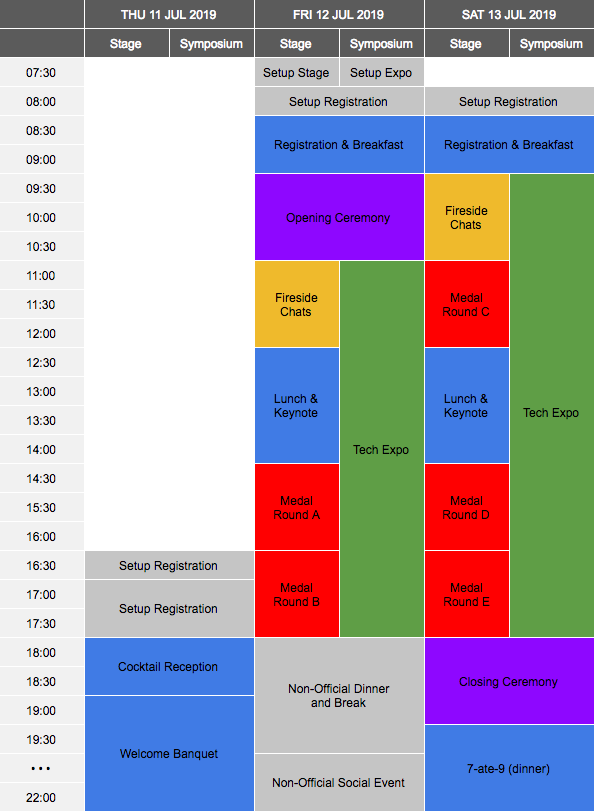 THU 11 JUL 2019 FRI 12 JUL 2019 SAT 13 JUL 2019
Stage Symposium Stage Symposium Stage Symposium
07:30 Setup Stage Setup Expo
08:00 Setup Registration Setup Registration
08:30
Registration & Breakfast Registration & Breakfast
09:00
09:30
10:00 Opening Ceremony Fireside
Chats
10:30
11:00
11:30 Fireside
Chats Medal
Round C
12:00
12:30
13:00 Lunch &
Keynote Lunch &
Keynote
13:30 Tech Expo
14:00 Tech Expo
14:30
15:30 Medal
Round A Medal
Round D
16:00
16:30 Setup Registration
17:00 Setup Registration Medal
Round B Medal
Round E
17:30
18:00
Cocktail Reception
18:30 Closing Ceremony
Non-Official Dinner
and Break
19:00
19:30
Welcome Banquet
• • • 7-ate-9 (dinner)
Non-Official Social Event
22:00